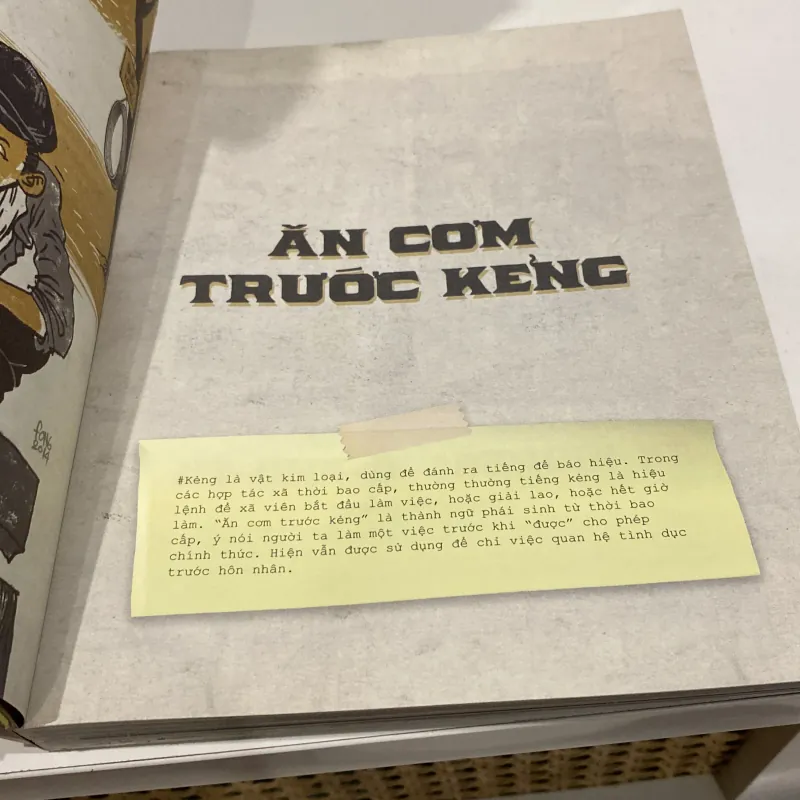 ĂN CƠM
TRƯỚC KẺNG
#Kẻng là vật kim loại, dùng để đánh ra tiếng để báo hiệu. Trong
các hợp tác xã thời bao cấp, thường thường tiếng kẻng là hiệu
lệnh để xã viên bắt đầu làm việc, hoặc giải lao, hoặc hết giờ
làm. “Ăn cơm trước kẻng” là thành ngữ phái sinh từ thời bao
cấp, ý nói người ta làm một việc trước khi “được” cho phép
chính thức. Hiện vẫn được sử dụng để chỉ việc quan hệ tình dục
trước hôn nhân.